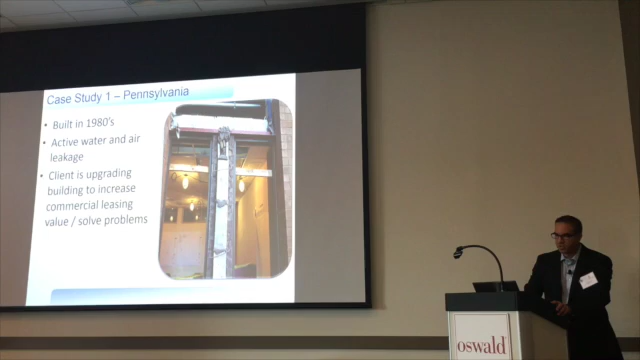 Case Study 1 – Pennsylvania
• Built in 1980's
• Active water and air
leakage
• Client is upgrading
building to increase
commercial leasing
value / solve problems
oswald